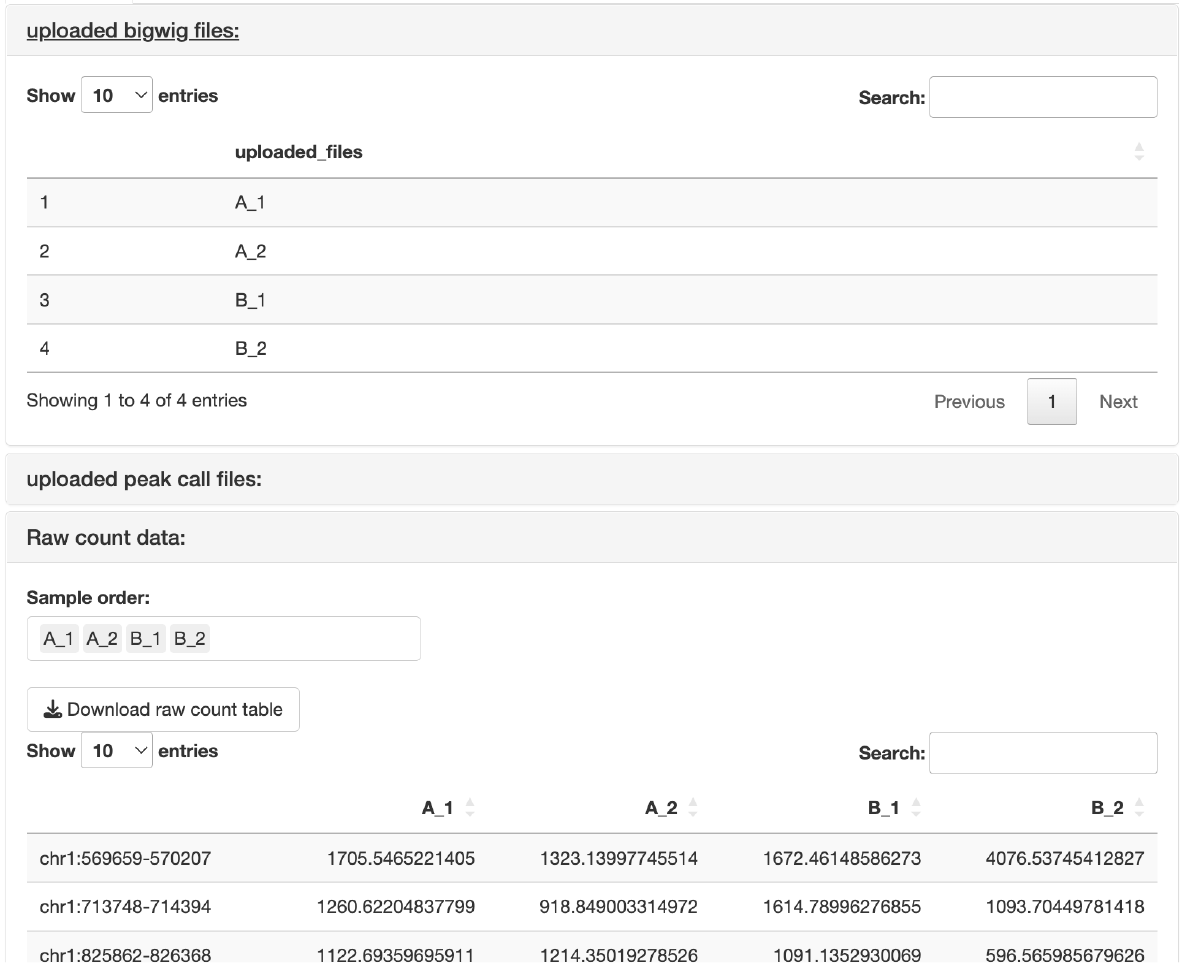 uploaded bigwig files:
Show 10 entries Search:
uploaded_files
1 A_1
2 A_2
3 B_1
4 B_2
Showing 1 to 4 of 4 entries Previous 1 Next
uploaded peak call files:
Raw count data:
Sample order:
A_1 A_2 B_1 B_2
Download raw count table
Show 10 entries Search:
A_1 A_2 B_1 B_2
chr1:569659-570207 1705.5465221405 1323.13997745514 1672.46148586273 4076.53745412827
chr1:713748-714394 1260.62204837799 918.849003314972 1614.78996276855 1093.70449781418
chr1:825862-826368 1122.69359695911 1214.35019278526 1091.1352930069 596.565985679626